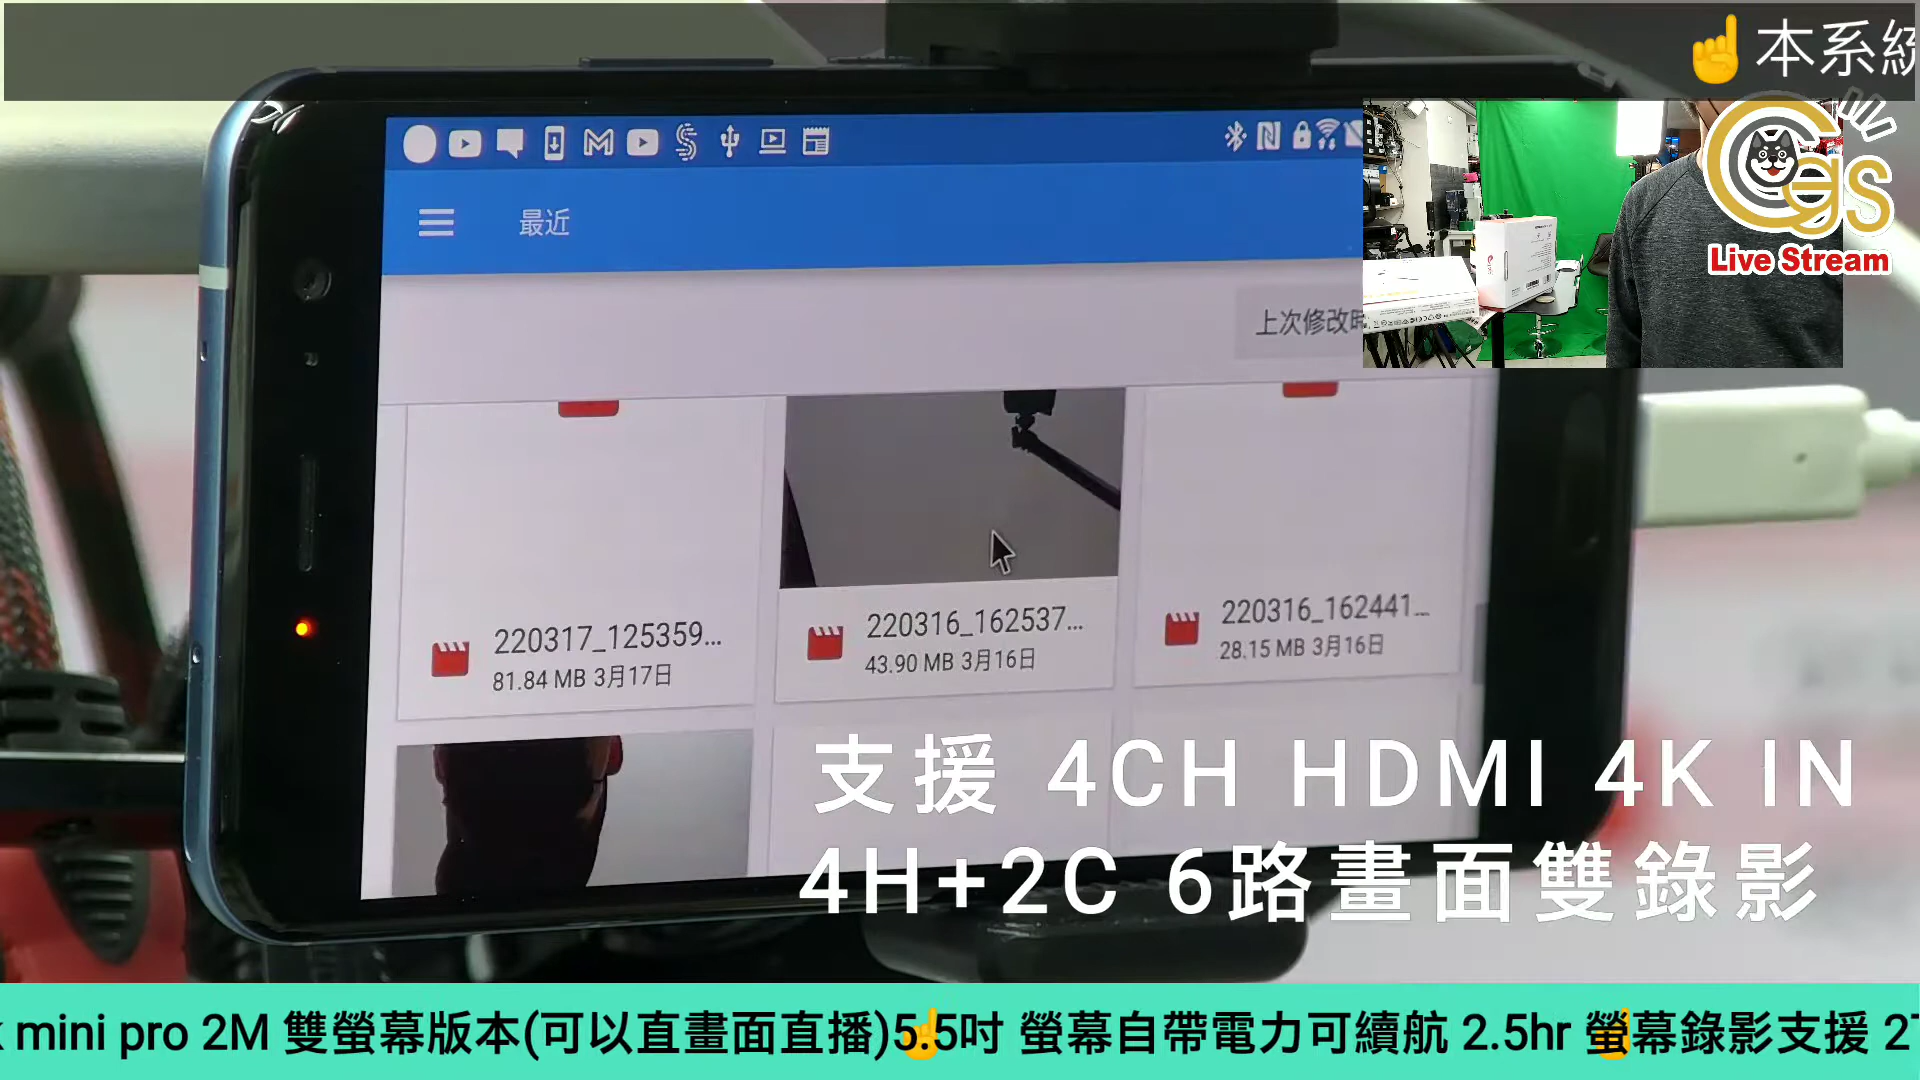 ☝本系統
最近
上次修改時
Cgs
Live Stream
220317_125359...
81.84 MB 3月17日
220316_162537...
43.90 MB 3月16日
220316_162441...
28.15 MB 3月16日
支援 4CH HDMI 4K IN
4H+2C 6路畫面雙錄影
mini pro 2M 雙螢幕版本(可以直畫面直播)5.5吋 螢幕自帶電力可續航 2.5hr 螢幕錄影支援 2